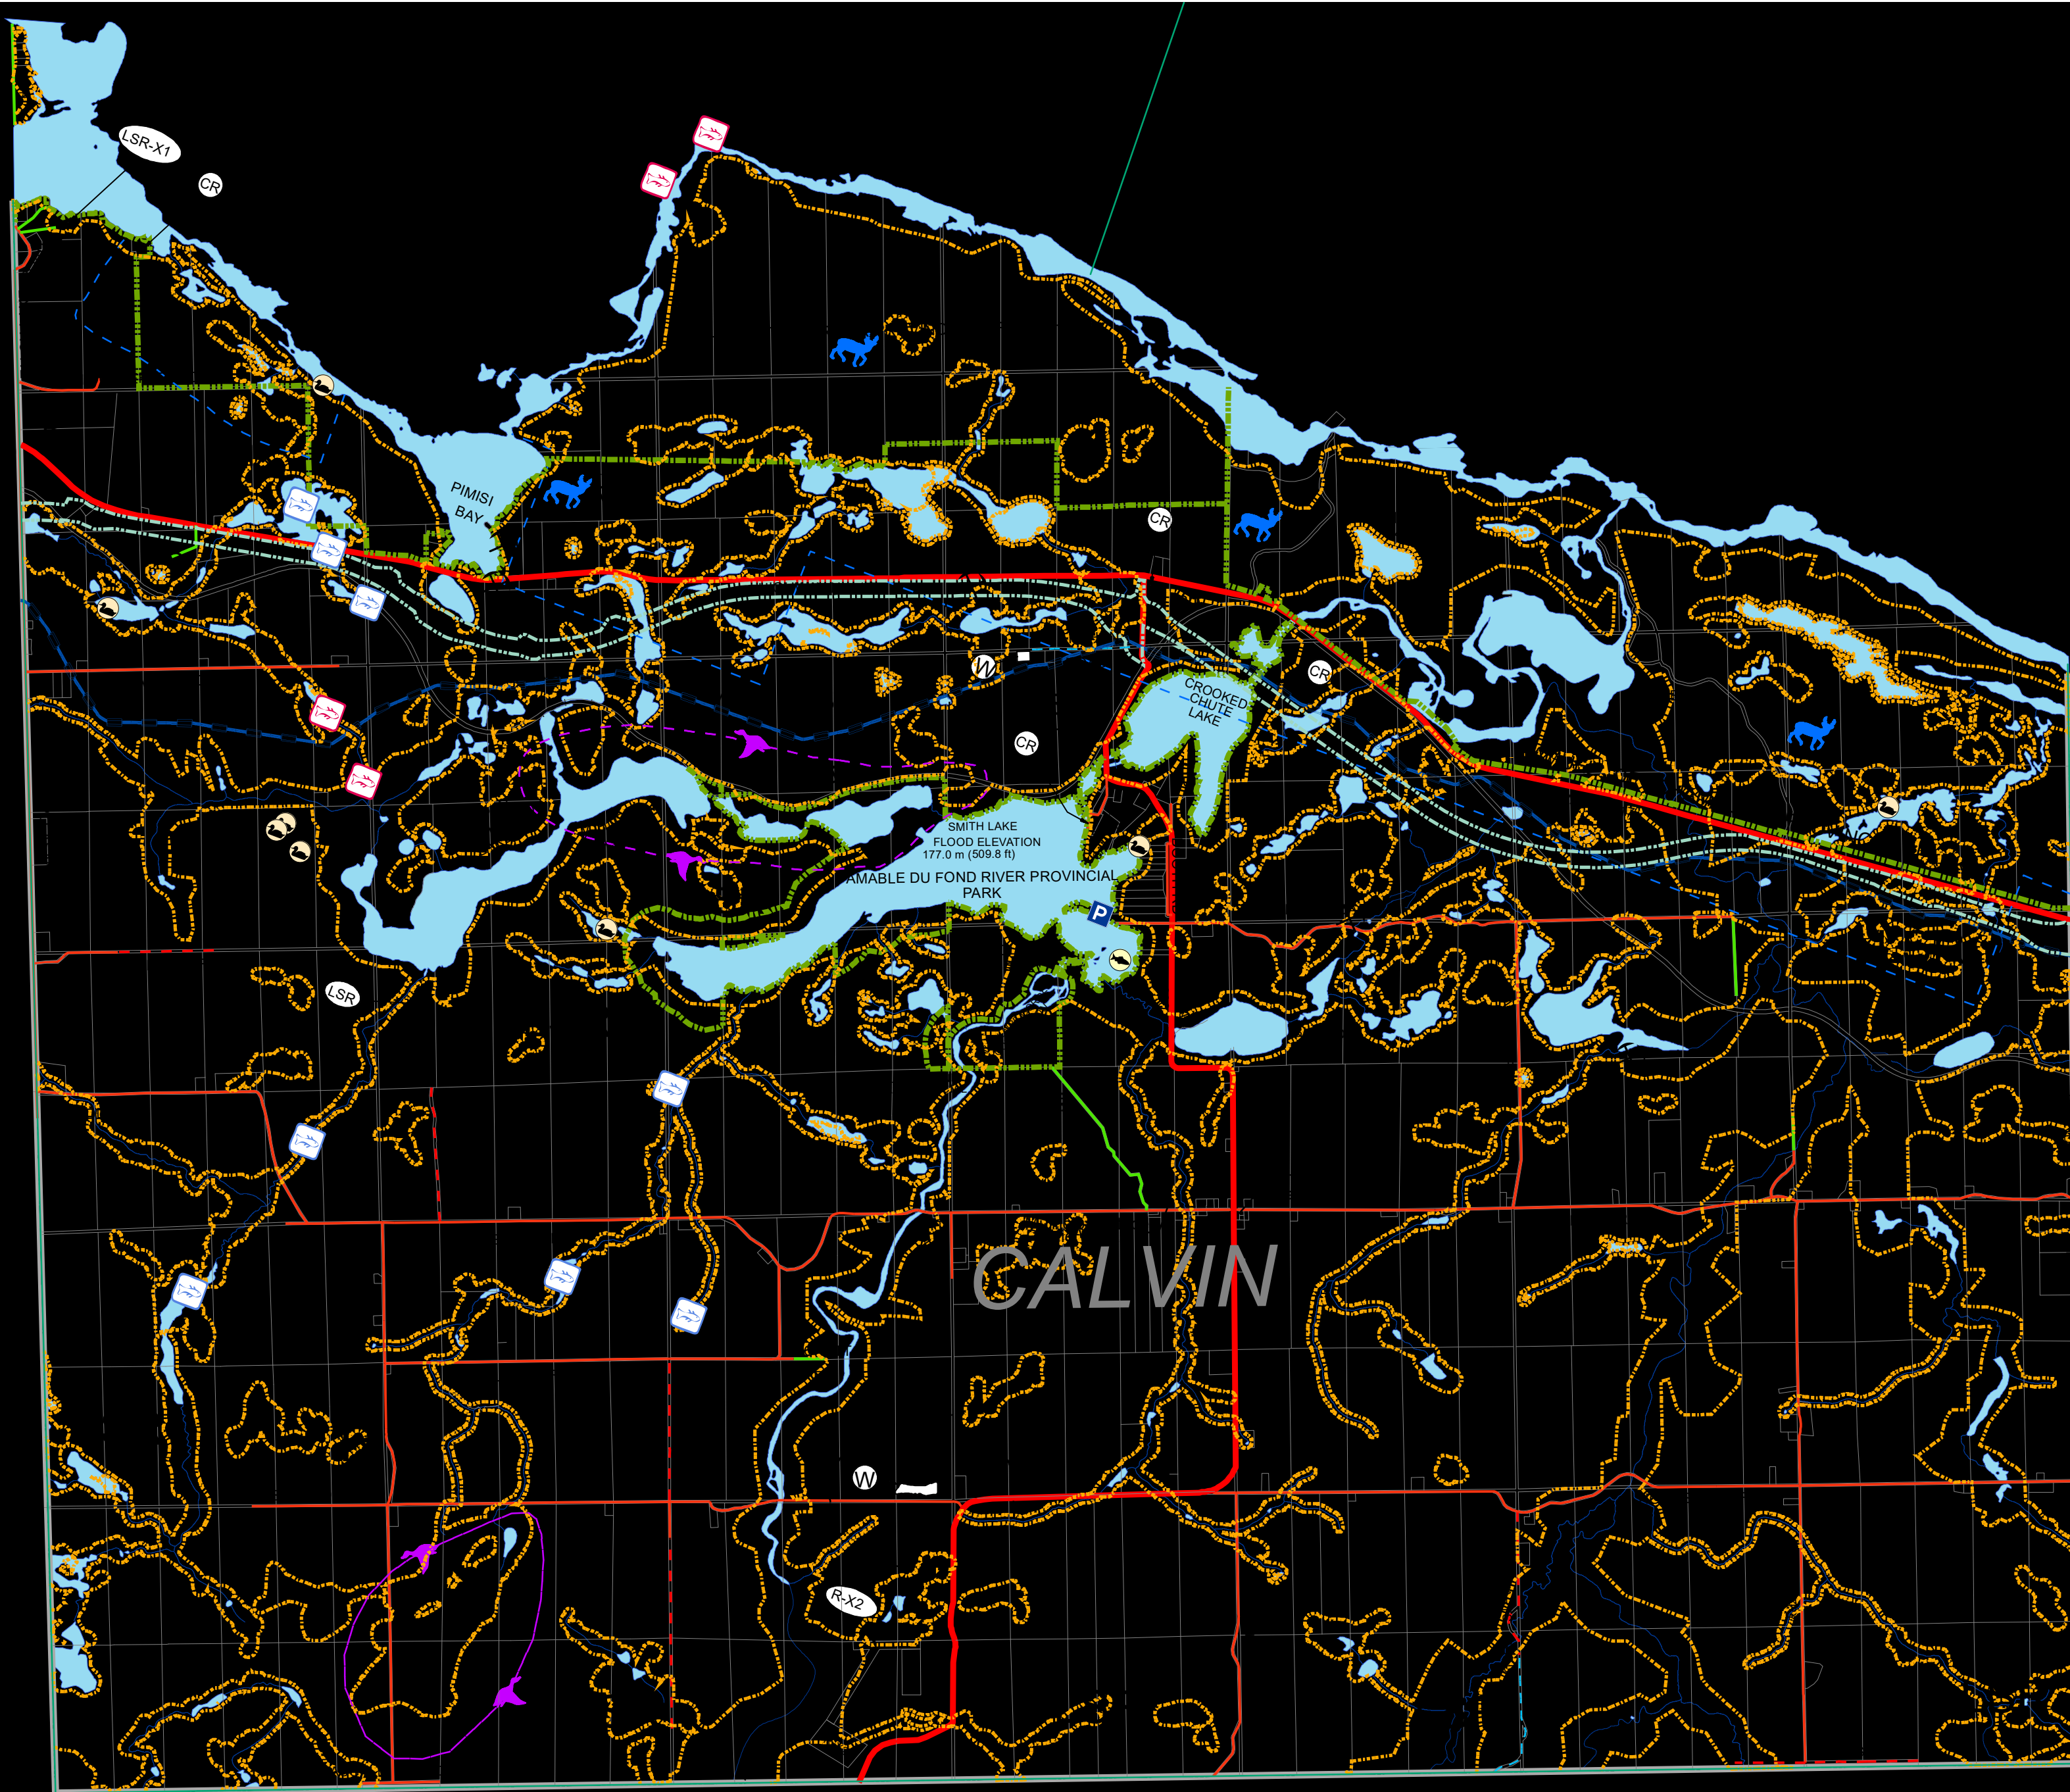 LSR-X1
CR
PIMISI
BAY
CR
W
CR
CROOKED
CHUTE
LAKE
CR
SMITH LAKE
FLOOD ELEVATION
177.0 m (509.8 ft)
AMABLE DU FOND RIVER PROVINCIAL
PARK
P
LSR
CALVIN
W
R-X2